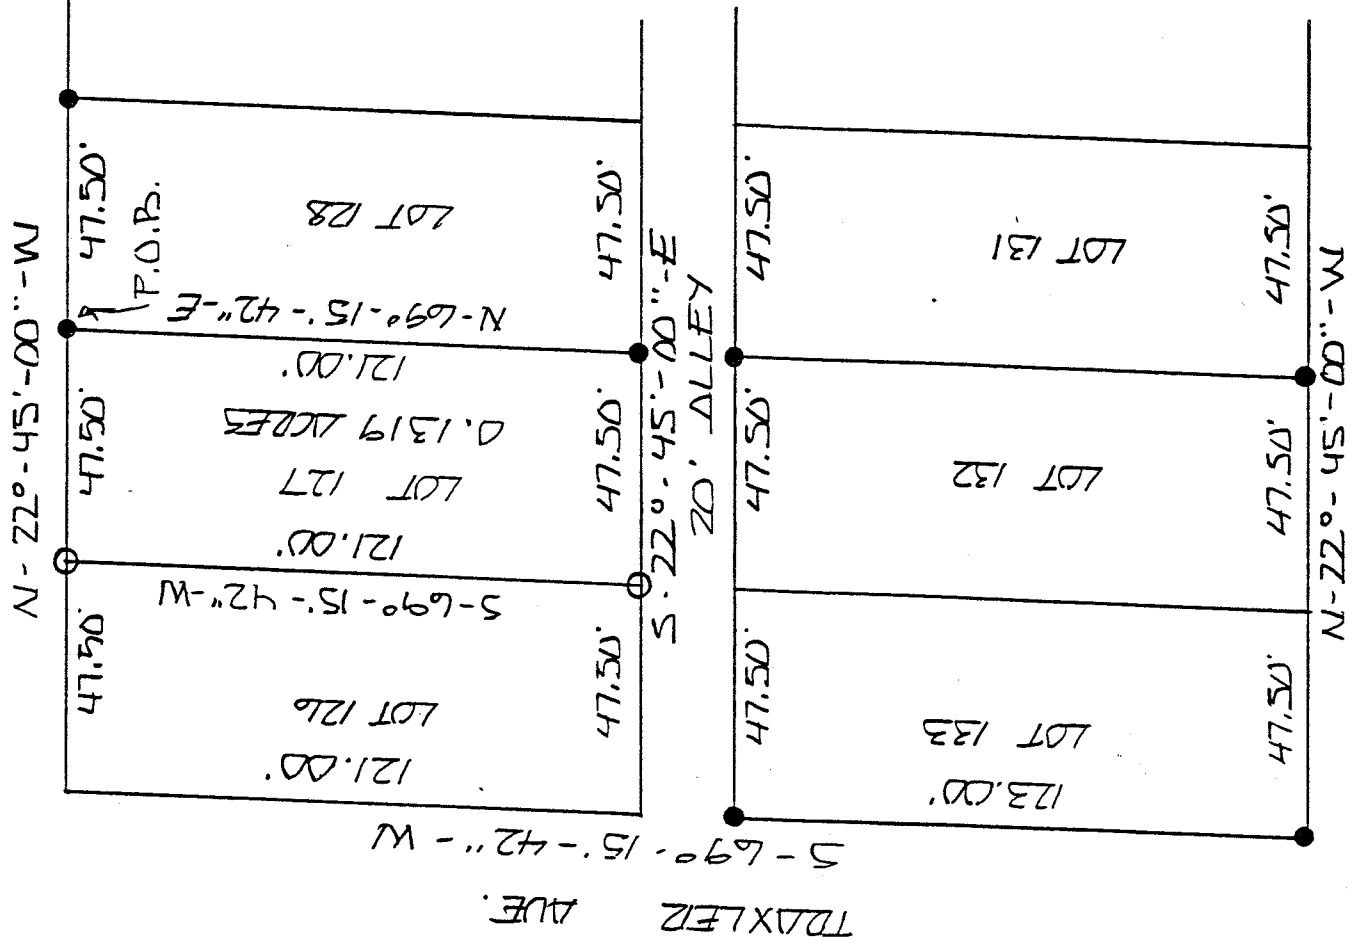 TRAXLER AVE.
S-69°-15'-42"-W
123.00'
LOT 133
47.50'
47.50'
121.00'
LOT 126
47.50'
47.50'
S-69°-15'-42"-W
121.00'
LOT 127
0.1319 ACRES
121.00'
47.50'
47.50'
LOT 132
47.50'
47.50'
N-69°-15'-42"-E
P.O.B.
LOT 128
47.50'
47.50'
LOT 131
47.50'
47.50'
N-22°-45'-00"-W
S-22°-45'-00"-E
20' ALLEY
N-22°-45'-00"-W